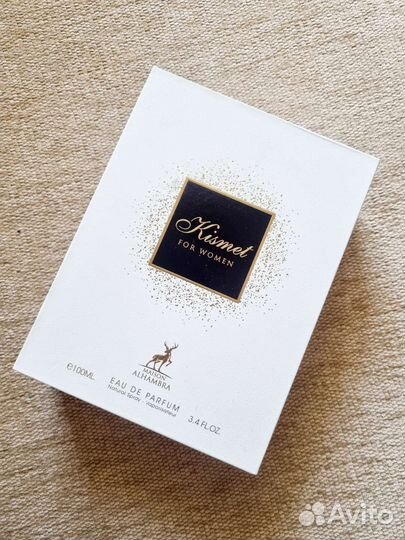 Kismet
FOR WOMEN
MAISON
ALHAMBRA
℮100ML
EAU DE PARFUM
3.4 FL.OZ.
Natural Spray - Vaporisateur
Avito